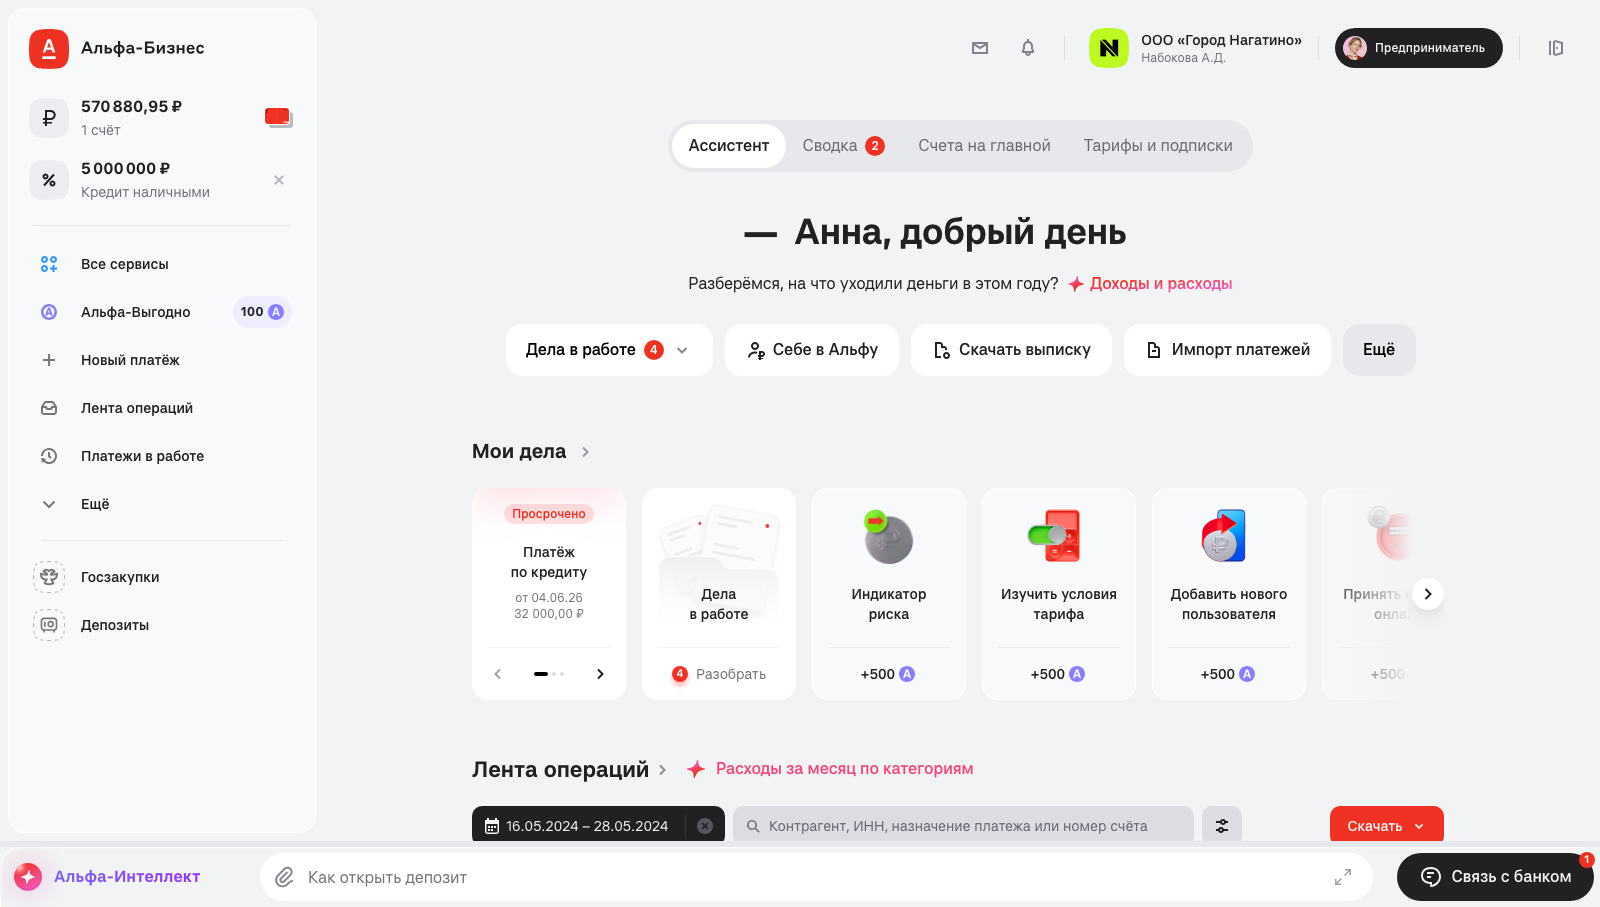 Альфа-Бизнес
570 880,95 ₽
1 счёт
5 000 000 ₽
Кредит наличными
Все сервисы
Альфа-Выгодно
100
Новый платёж
Лента операций
Платежи в работе
Ещё
Госзакупки
Депозиты
ООО «Город Нагатино»
Набокова А.Д.
Предприниматель
Ассистент
Сводка 2
Счета на главной
Тарифы и подписки
— Анна, добрый день
Разберёмся, на что уходили деньги в этом году? Доходы и расходы
Дела в работе 4
Себе в Альфу
Скачать выписку
Импорт платежей
Ещё
Мои дела
Просрочено
Платёж
по кредиту
от 04.06.26
32 000,00 ₽
Дела
в работе
4 Разобрать
Индикатор
риска
+500
Изучить условия
тарифа
+500
Добавить нового
пользователя
+500
Принять
+500
Лента операций
Расходы за месяц по категориям
16.05.2024 – 28.05.2024
Контрагент, ИНН, назначение платежа или номер счёта
Скачать
Альфа-Интеллект
Как открыть депозит
Связь с банком
1